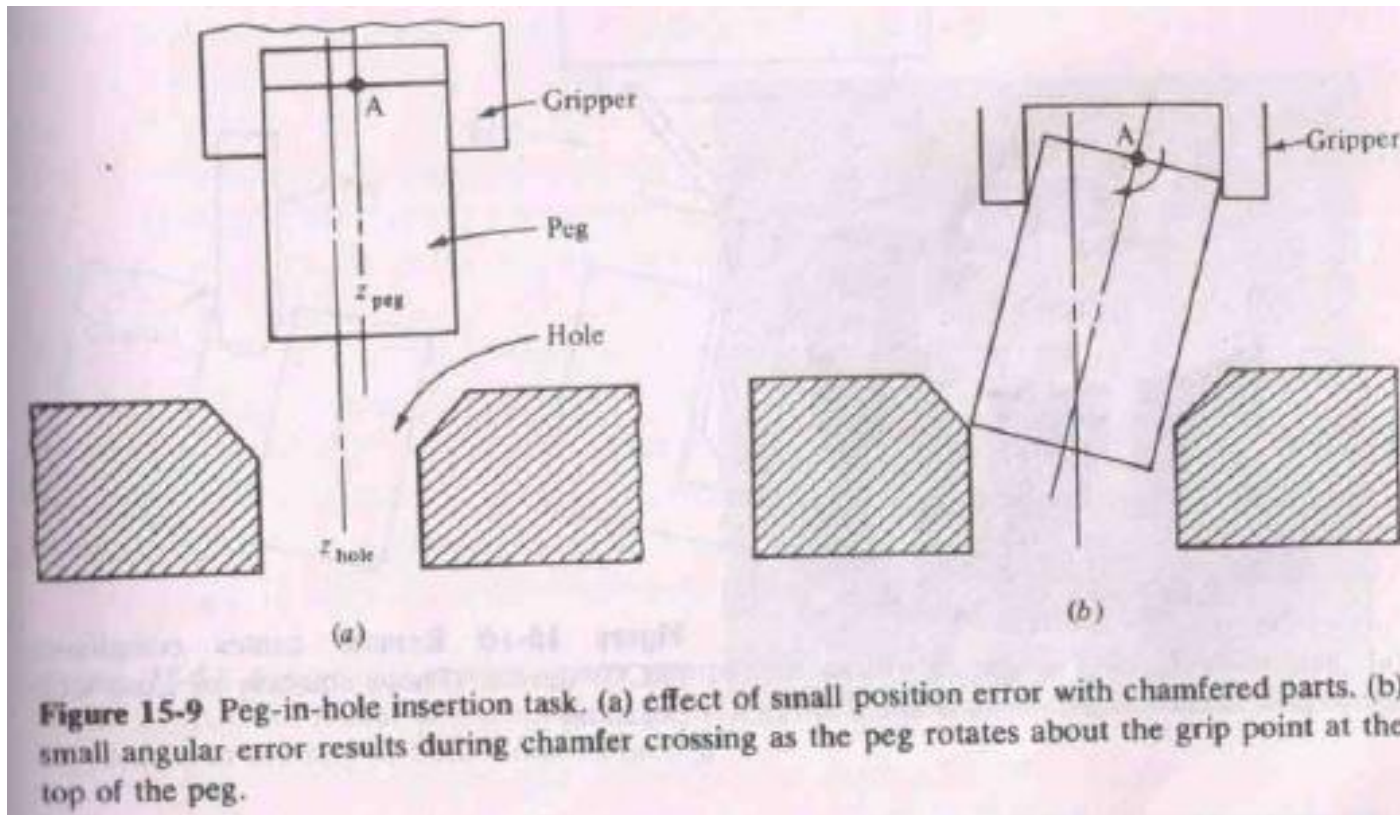 A
Gripper
Peg
z peg
Hole
z hole
(a)
A
Gripper
(b)
Figure 15-9 Peg-in-hole insertion task. (a) effect of small position error with chamfered parts. (b)
small angular error results during chamfer crossing as the peg rotates about the grip point at the
top of the peg.